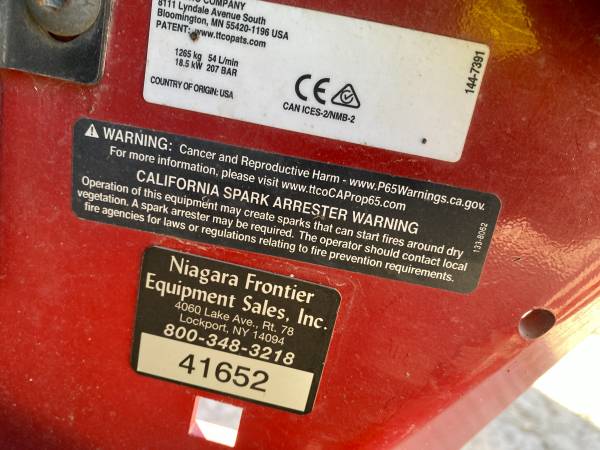 COMPANY
8111 Lyndale Avenue South
Bloomington, MN 55420-1196 USA
PATENT: www.ttcopats.com
1265 kg 54 L/min
18.5 kW 207 BAR
COUNTRY OF ORIGIN: USA
CE
CAN ICES-2/NMB-2
144-7391
WARNING: Cancer and Reproductive Harm - www.P65Warnings.ca.gov.
For more information, please visit www.ttcoCAProp65.com
CALIFORNIA SPARK ARRESTER WARNING
Operation of this equipment may create sparks that can start fires around dry
vegetation. A spark arrester may be required. The operator should contact local
fire agencies for laws or regulations relating to fire prevention requirements.
133-8062
Niagara Frontier
Equipment Sales, Inc.
4060 Lake Ave., Rt. 78
Lockport, NY 14094
800-348-3218
41652